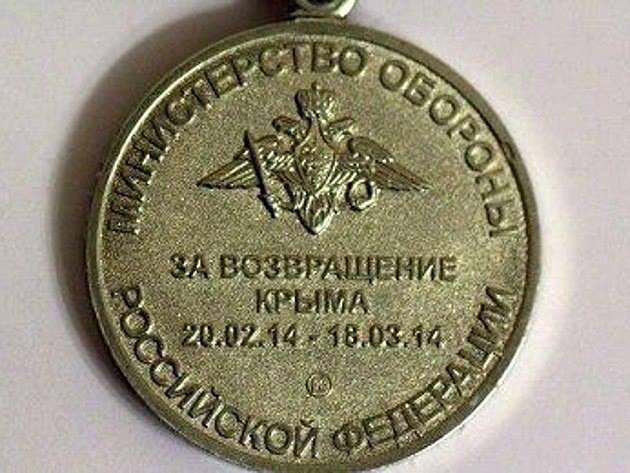 МИНИСТЕРСТВО ОБОРОНЫ
ЗА ВОЗВРАЩЕНИЕ
КРЫМА
20.02.14 - 18.03.14
РОССИЙСКОЙ ФЕДЕРАЦИИ